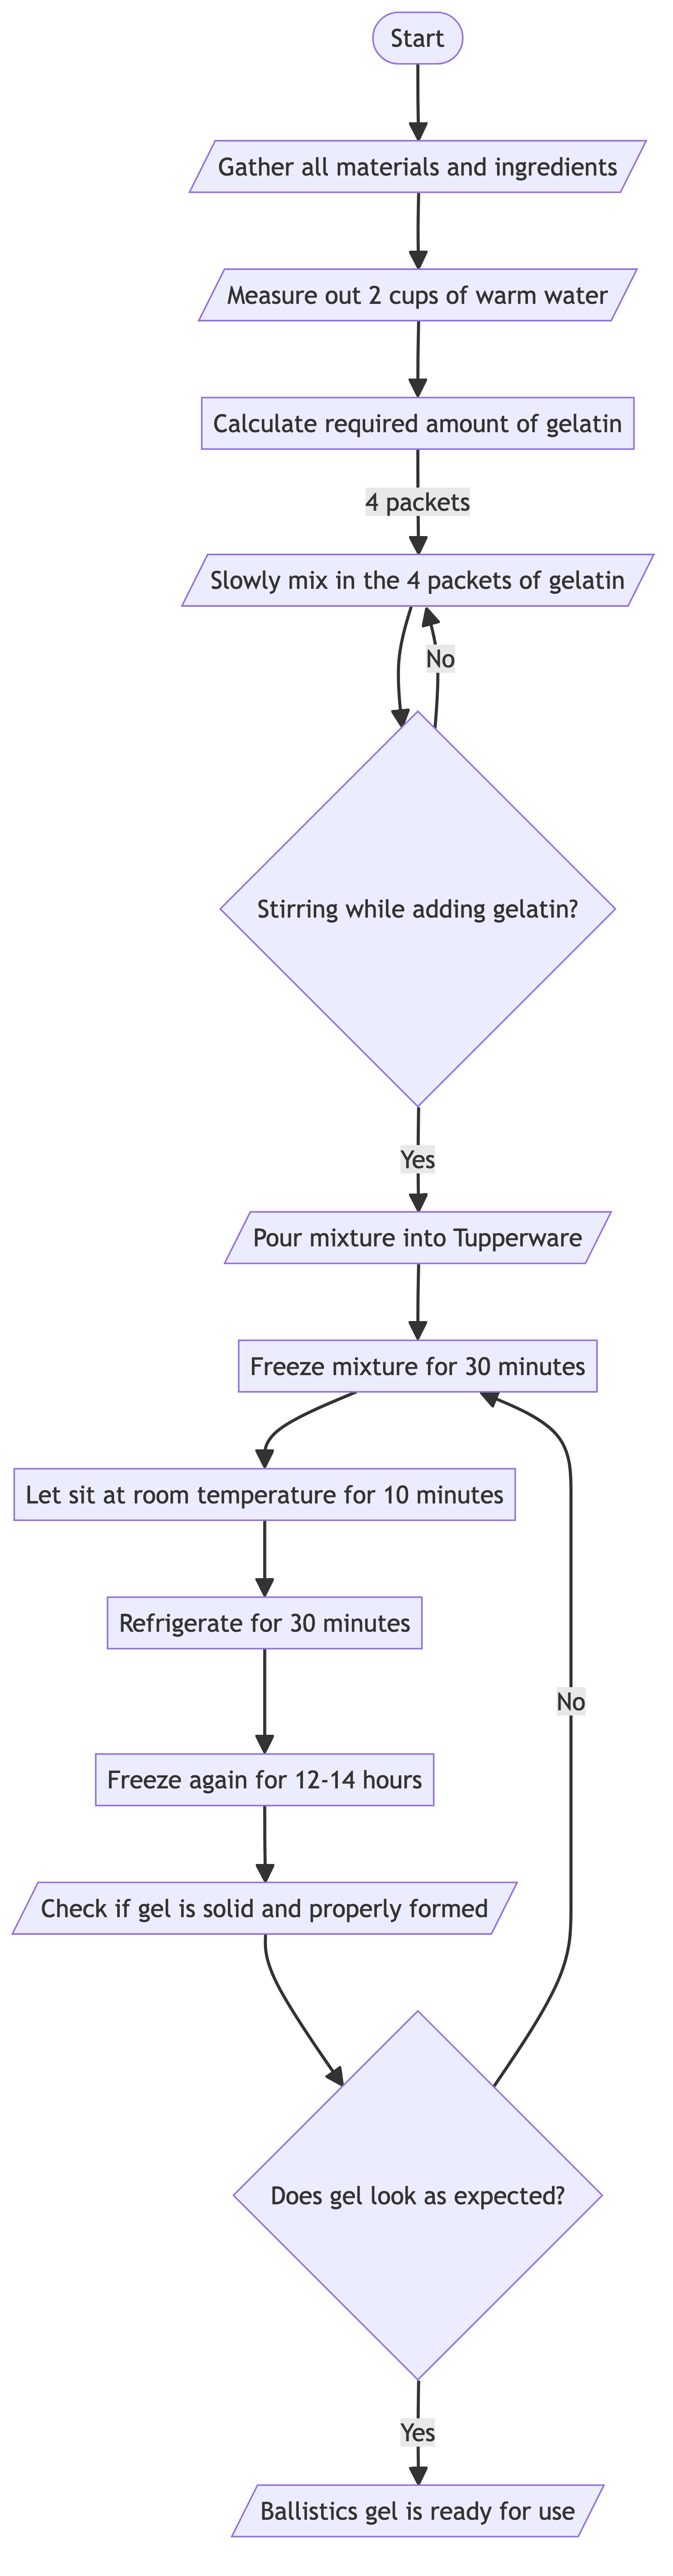 Start
Gather all materials and ingredients
Measure out 2 cups of warm water
Calculate required amount of gelatin
4 packets
Slowly mix in the 4 packets of gelatin
No
Stirring while adding gelatin?
Yes
Pour mixture into Tupperware
Freeze mixture for 30 minutes
Let sit at room temperature for 10 minutes
Refrigerate for 30 minutes
No
Freeze again for 12-14 hours
Check if gel is solid and properly formed
Does gel look as expected?
Yes
Ballistics gel is ready for use